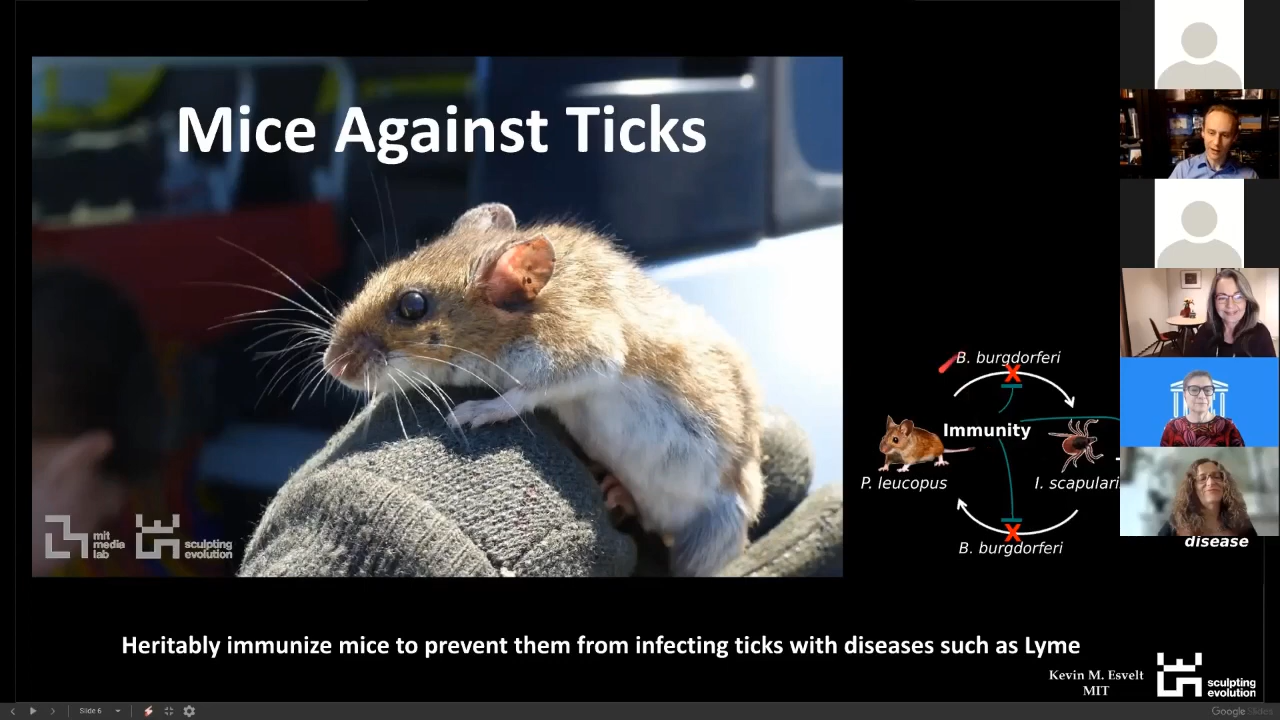 Mice Against Ticks
mit
media
lab
sculpting
evolution
B. burgdorferi
Immunity
P. leucopus
I. scapulari
B. burgdorferi
disease
Heritably immunize mice to prevent them from infecting ticks with diseases such as Lyme
Kevin M. Esvelt
MIT
sculpting
evolution
Slide 6
Google Slides